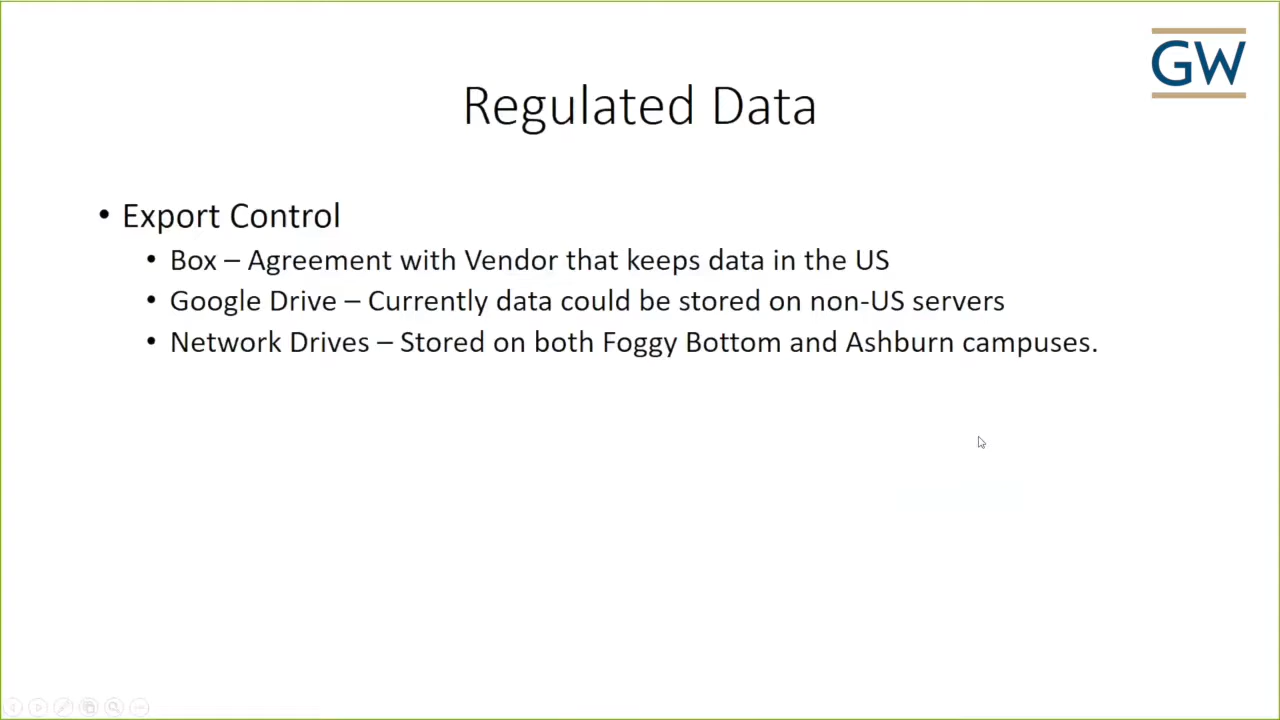 GW
Regulated Data
• Export Control
• Box – Agreement with Vendor that keeps data in the US
• Google Drive – Currently data could be stored on non-US servers
• Network Drives – Stored on both Foggy Bottom and Ashburn campuses.